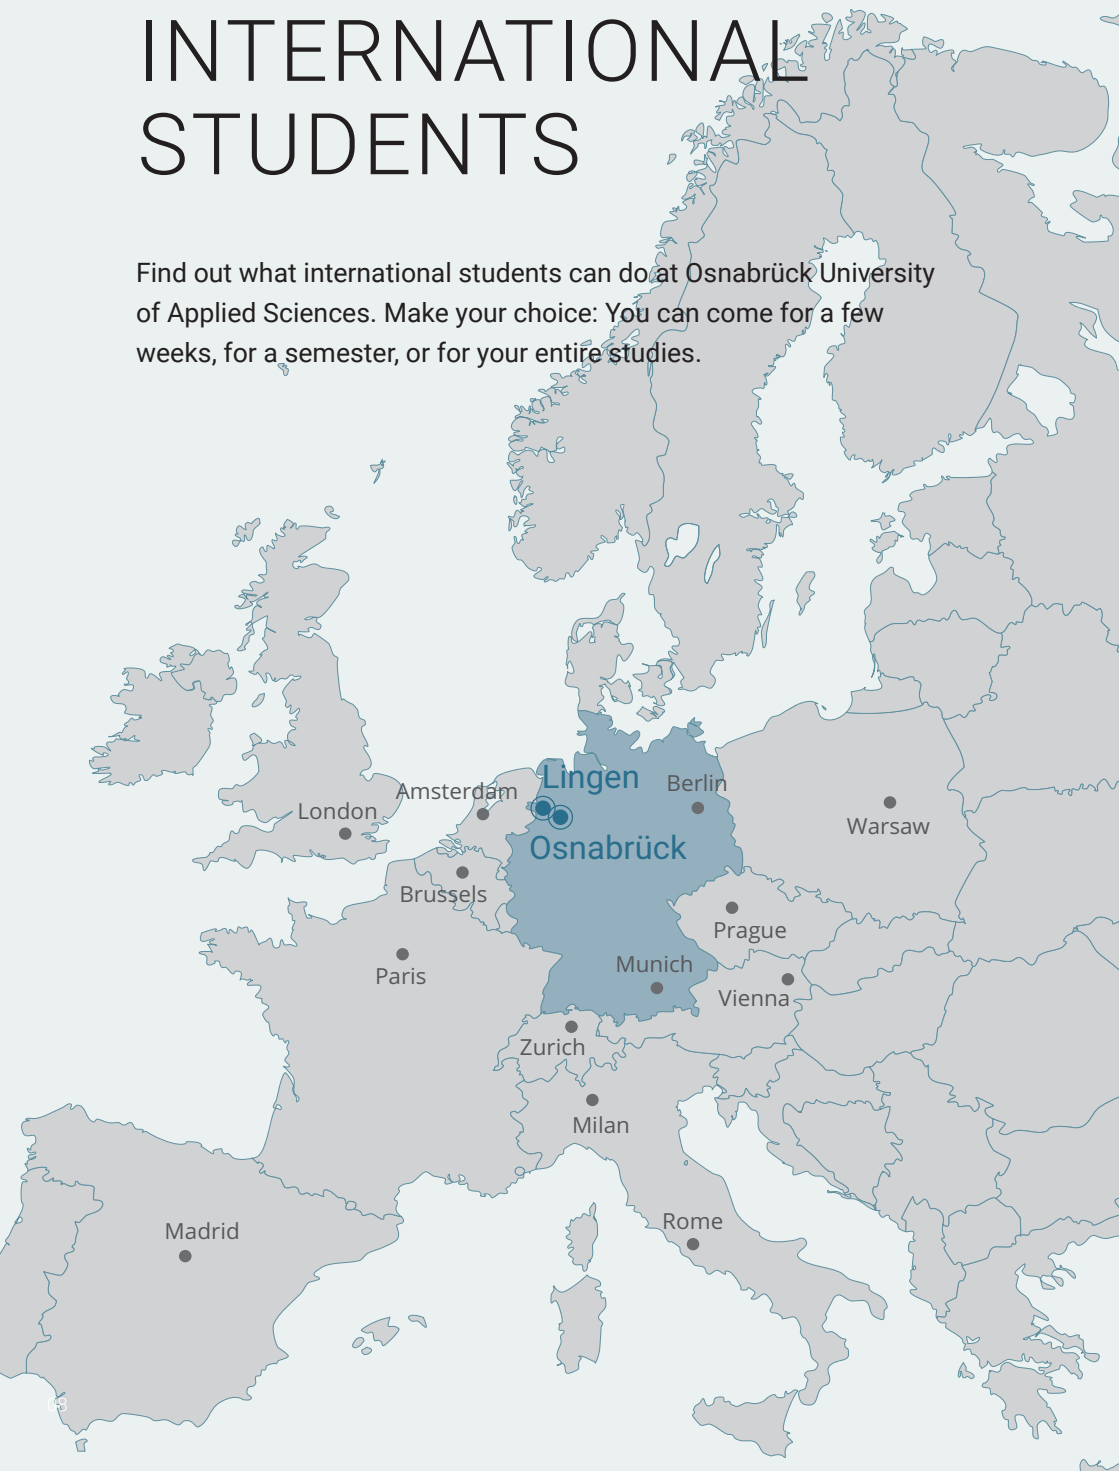 INTERNATIONAL
STUDENTS
Find out what international students can do at Osnabrück University
of Applied Sciences. Make your choice: You can come for a few
weeks, for a semester, or for your entire studies.
Lingen
Berlin
Amsterdam
London
Warsaw
Osnabrück
Brussels
Prague
Munich
Paris
Vienna
Zurich
Milan
Rome
Madrid
08